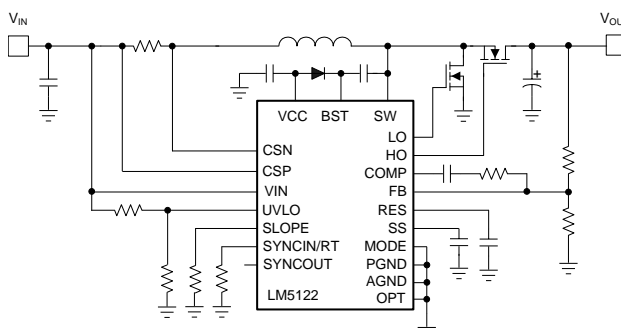 VIN
VOUT
+
VCC BST SW
LO
HO
CSN
COMP
CSP
VIN
FB
UVLO
RES
SLOPE
SS
SYNCIN/RT
MODE
SYNCOUT
PGND
AGND
LM5122
OPT